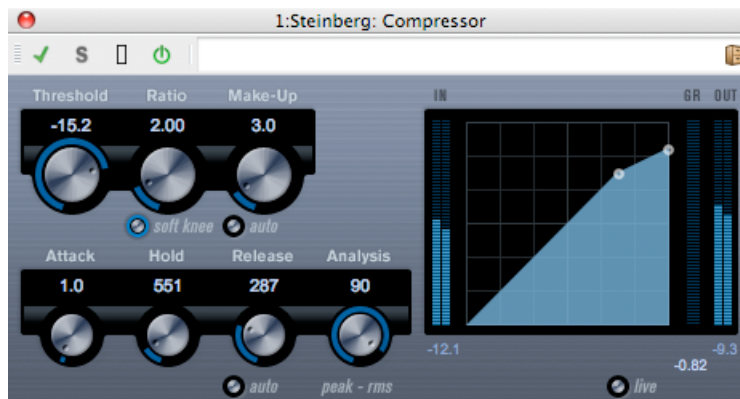 1:Steinberg: Compressor
S
Threshold Ratio Make-Up
-15.2 2.00 3.0
soft knee auto
Attack Hold Release Analysis
1.0 551 287 90
auto peak - rms
IN GR OUT
-12.1 -0.82 -9.3
live